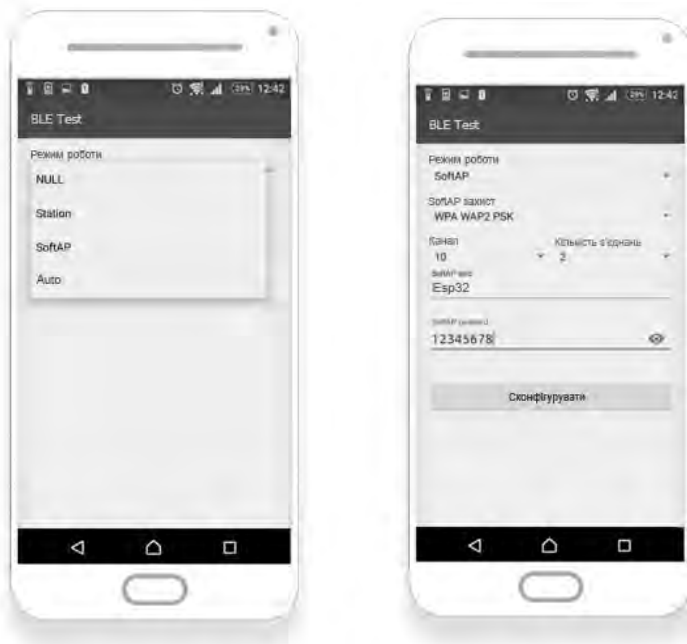 12:42
BLE Test
Режим роботи
NULL
Station
SoftAP
Auto
29% 12:42
BLE Test
Режим роботи
SoftAP
SoftAP захист
WPA WAP2 PSK
Канал Кількість з'єднань
10 2
Esp32
12345678
Сконфігурувати